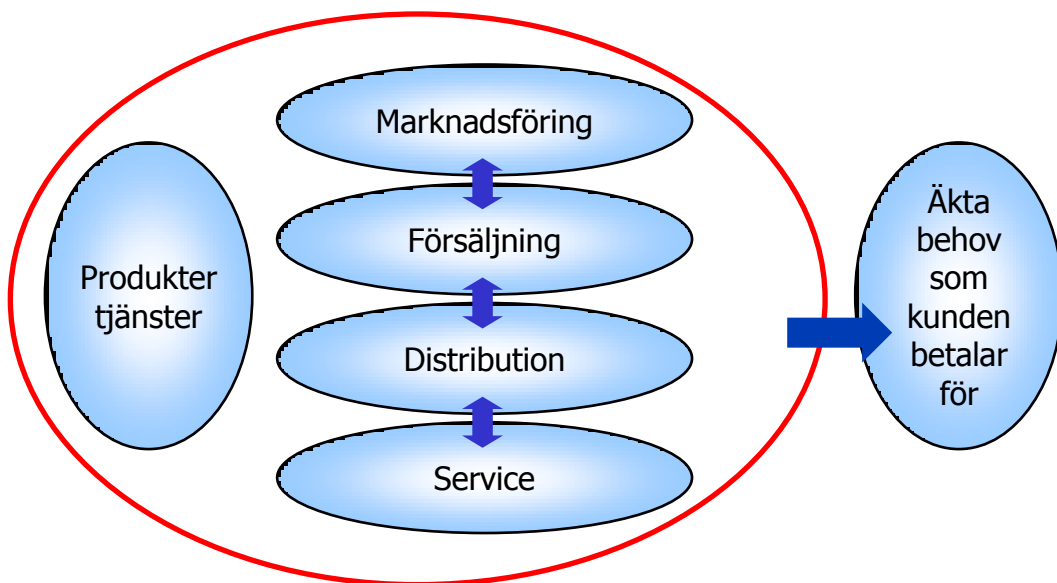 Produkter
tjänster
Marknadsföring
Försäljning
Distribution
Service
Äkta
behov
som
kunden
betalar
för